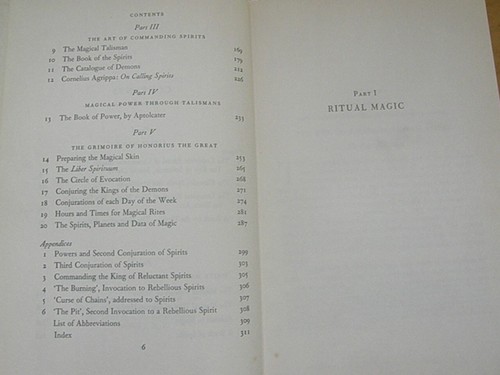 CONTENTS
Part III
THE ART OF COMMANDING SPIRITS
9 The Magical Talisman 169
10 The Book of the Spirits 179
11 The Catalogue of Demons 224
12 Cornelius Agrippa: On Calling Spirits 226
Part IV
MAGICAL POWER THROUGH TALISMANS
13 The Book of Power, by Aptolcater 233
Part V
THE GRIMOIRE OF HONORIUS THE GREAT
14 Preparing the Magical Skin 253
15 The Liber Spirituum 265
16 The Circle of Evocation 268
17 Conjuring the Kings of the Demons 271
18 Conjurations of each Day of the Week 274
19 Hours and Times for Magical Rites 281
20 The Spirits, Planets and Data of Magic 287
Appendices
1 Powers and Second Conjuration of Spirits 299
2 Third Conjuration of Spirits 303
3 Commanding the King of Reluctant Spirits 305
4 'The Burning', Invocation to Rebellious Spirits 306
5 'Curse of Chains', addressed to Spirits 307
6 'The Pit', Second Invocation to a Rebellious Spirit 308
List of Abbreviations 309
Index 311
6
PART I
RITUAL MAGIC